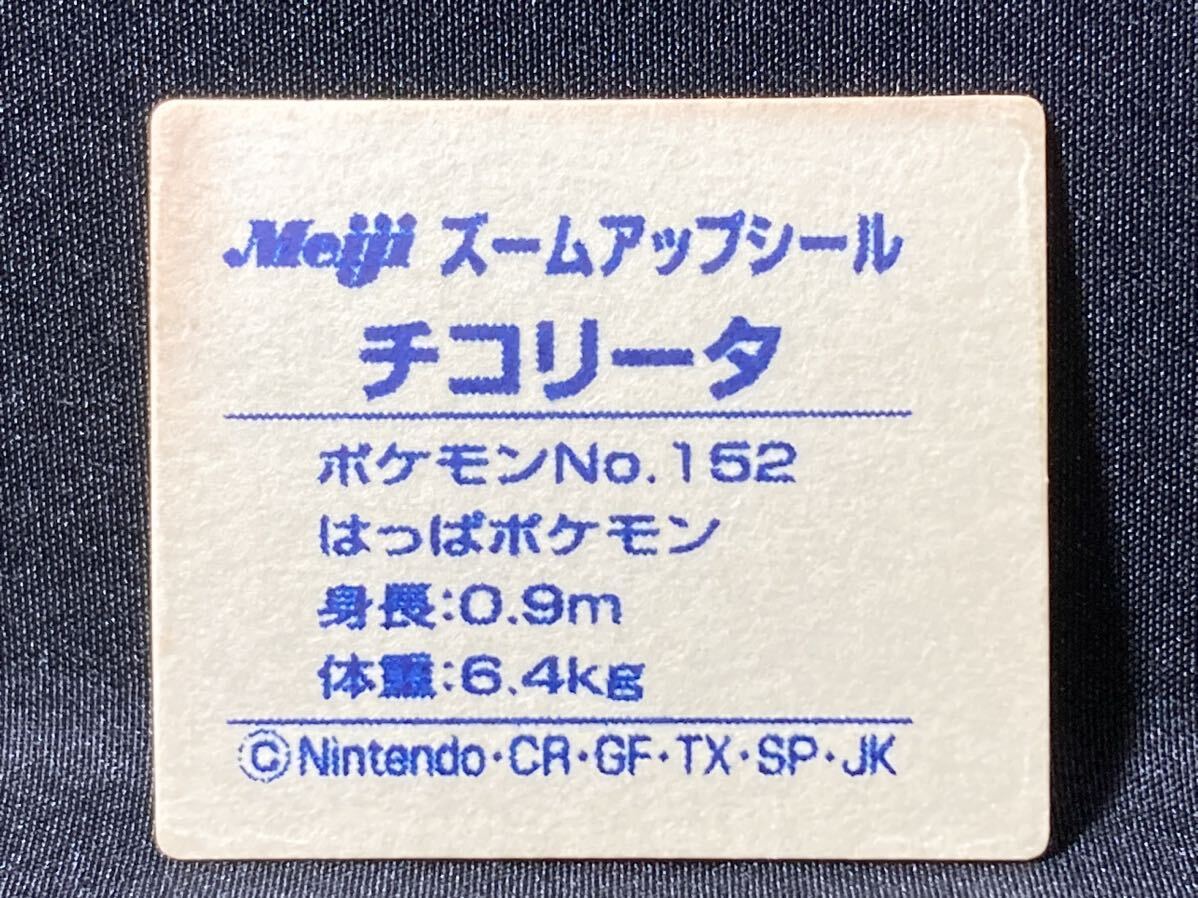 Meiji ズームアップシール
チコリータ
ポケモンNo.152
はっぱポケモン
身長:0.9m
体重:6.4kg
©Nintendo·CR·GF·TX·SP·JK